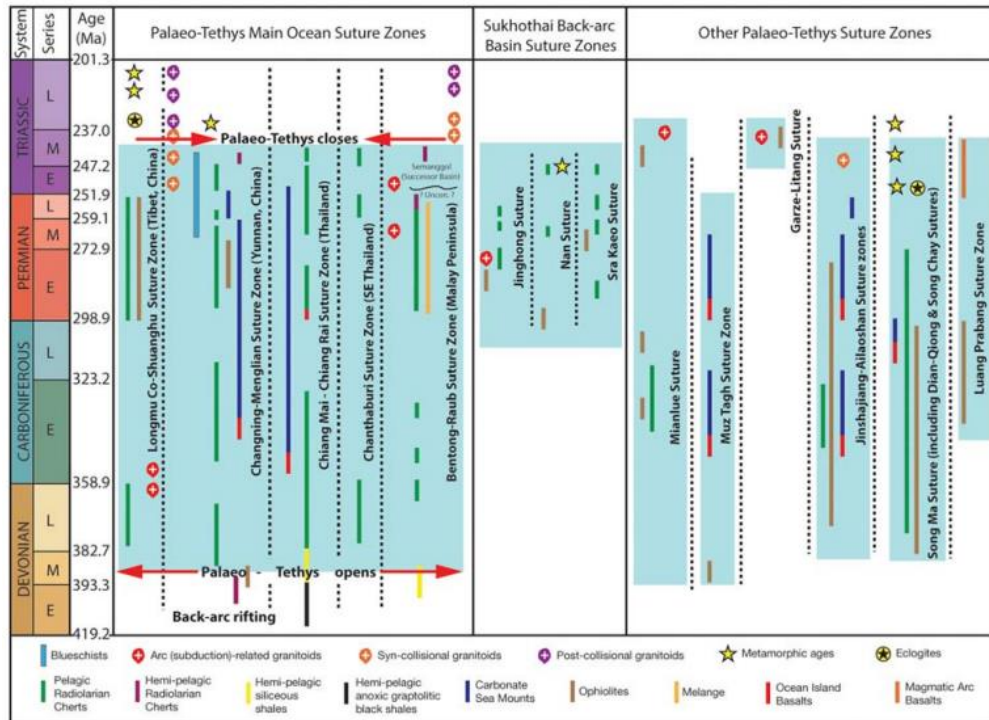 System
Series
Age
(Ma)
Palaeo-Tethys Main Ocean Suture Zones
Sukhothai Back-arc
Basin Suture Zones
Other Palaeo-Tethys Suture Zones
TRIASSIC
PERMIAN
CARBONIFEROUS
DEVONIAN
L
M
E
L
M
E
L
E
L
M
E
201.3
237.0
247.2
251.9
259.1
272.9
298.9
323.2
358.9
382.7
393.3
419.2
Palaeo-Tethys closes
Longmu Co-Shuanghu Suture Zone (Tibet, China)
Changning-Menglian Suture Zone (Yunnan, China)
Chiang Mai - Chiang Rai Suture Zone (Thailand)
Chanthaburi Suture Zone (SE Thailand)
Bentong-Raub Suture Zone (Malay Peninsula)
Semanggol
(Successor Basin)
? Uncon. ?
Jinghong Suture
Nan Suture
Sra Kaeo Suture
Mianlue Suture
Muz Tagh Suture Zone
Garze-Litang Suture
Jinshajiang-Ailaoshan Suture zones
Song Ma Suture (including Dian-Qiong & Song Chay Sutures)
Luang Prabang Suture Zone
Palaeo - Tethys opens
Back-arc rifting
Blueschists
Arc (subduction)-related granitoids
Syn-collisional granitoids
Post-collisional granitoids
Metamorphic ages
Eclogites
Pelagic
Radiolarian
Cherts
Hemi-pelagic
Radiolarian
Cherts
Hemi-pelagic
siliceous
shales
Hemi-pelagic
anoxic graptolitic
black shales
Carbonate
Sea Mounts
Ophiolites
Melange
Ocean Island
Basalts
Magmatic Arc
Basalts